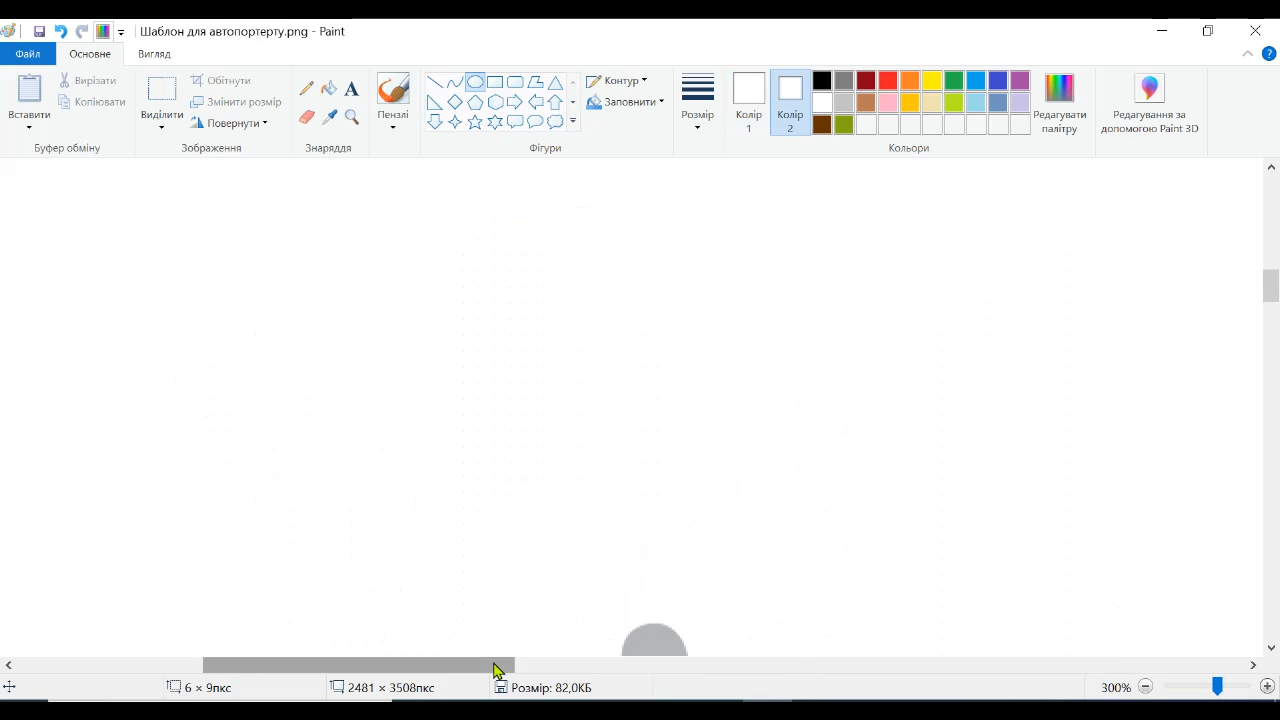 Шаблон для автопортерту.png - Paint
Файл
Основне
Вигляд
Вставити
Вирізати
Копіювати
Буфер обміну
Виділити
Обітнути
Змінити розмір
Повернути
Зображення
Знаряддя
Пензлі
Контур
Заповнити
Фігури
Розмір
Колір
1
Колір
2
Кольори
Редагувати
палітру
Редагування за
допомогою Paint 3D
6 × 9пкс
2481 × 3508пкс
Розмір: 82,0КБ
300%